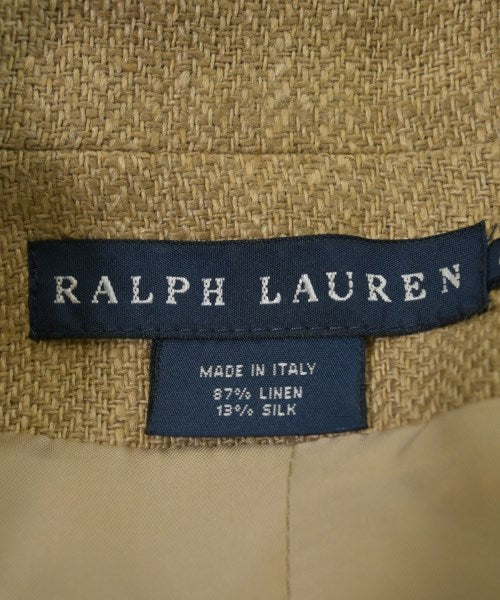 RALPH LAUREN
MADE IN ITALY
87% LINEN
13% SILK